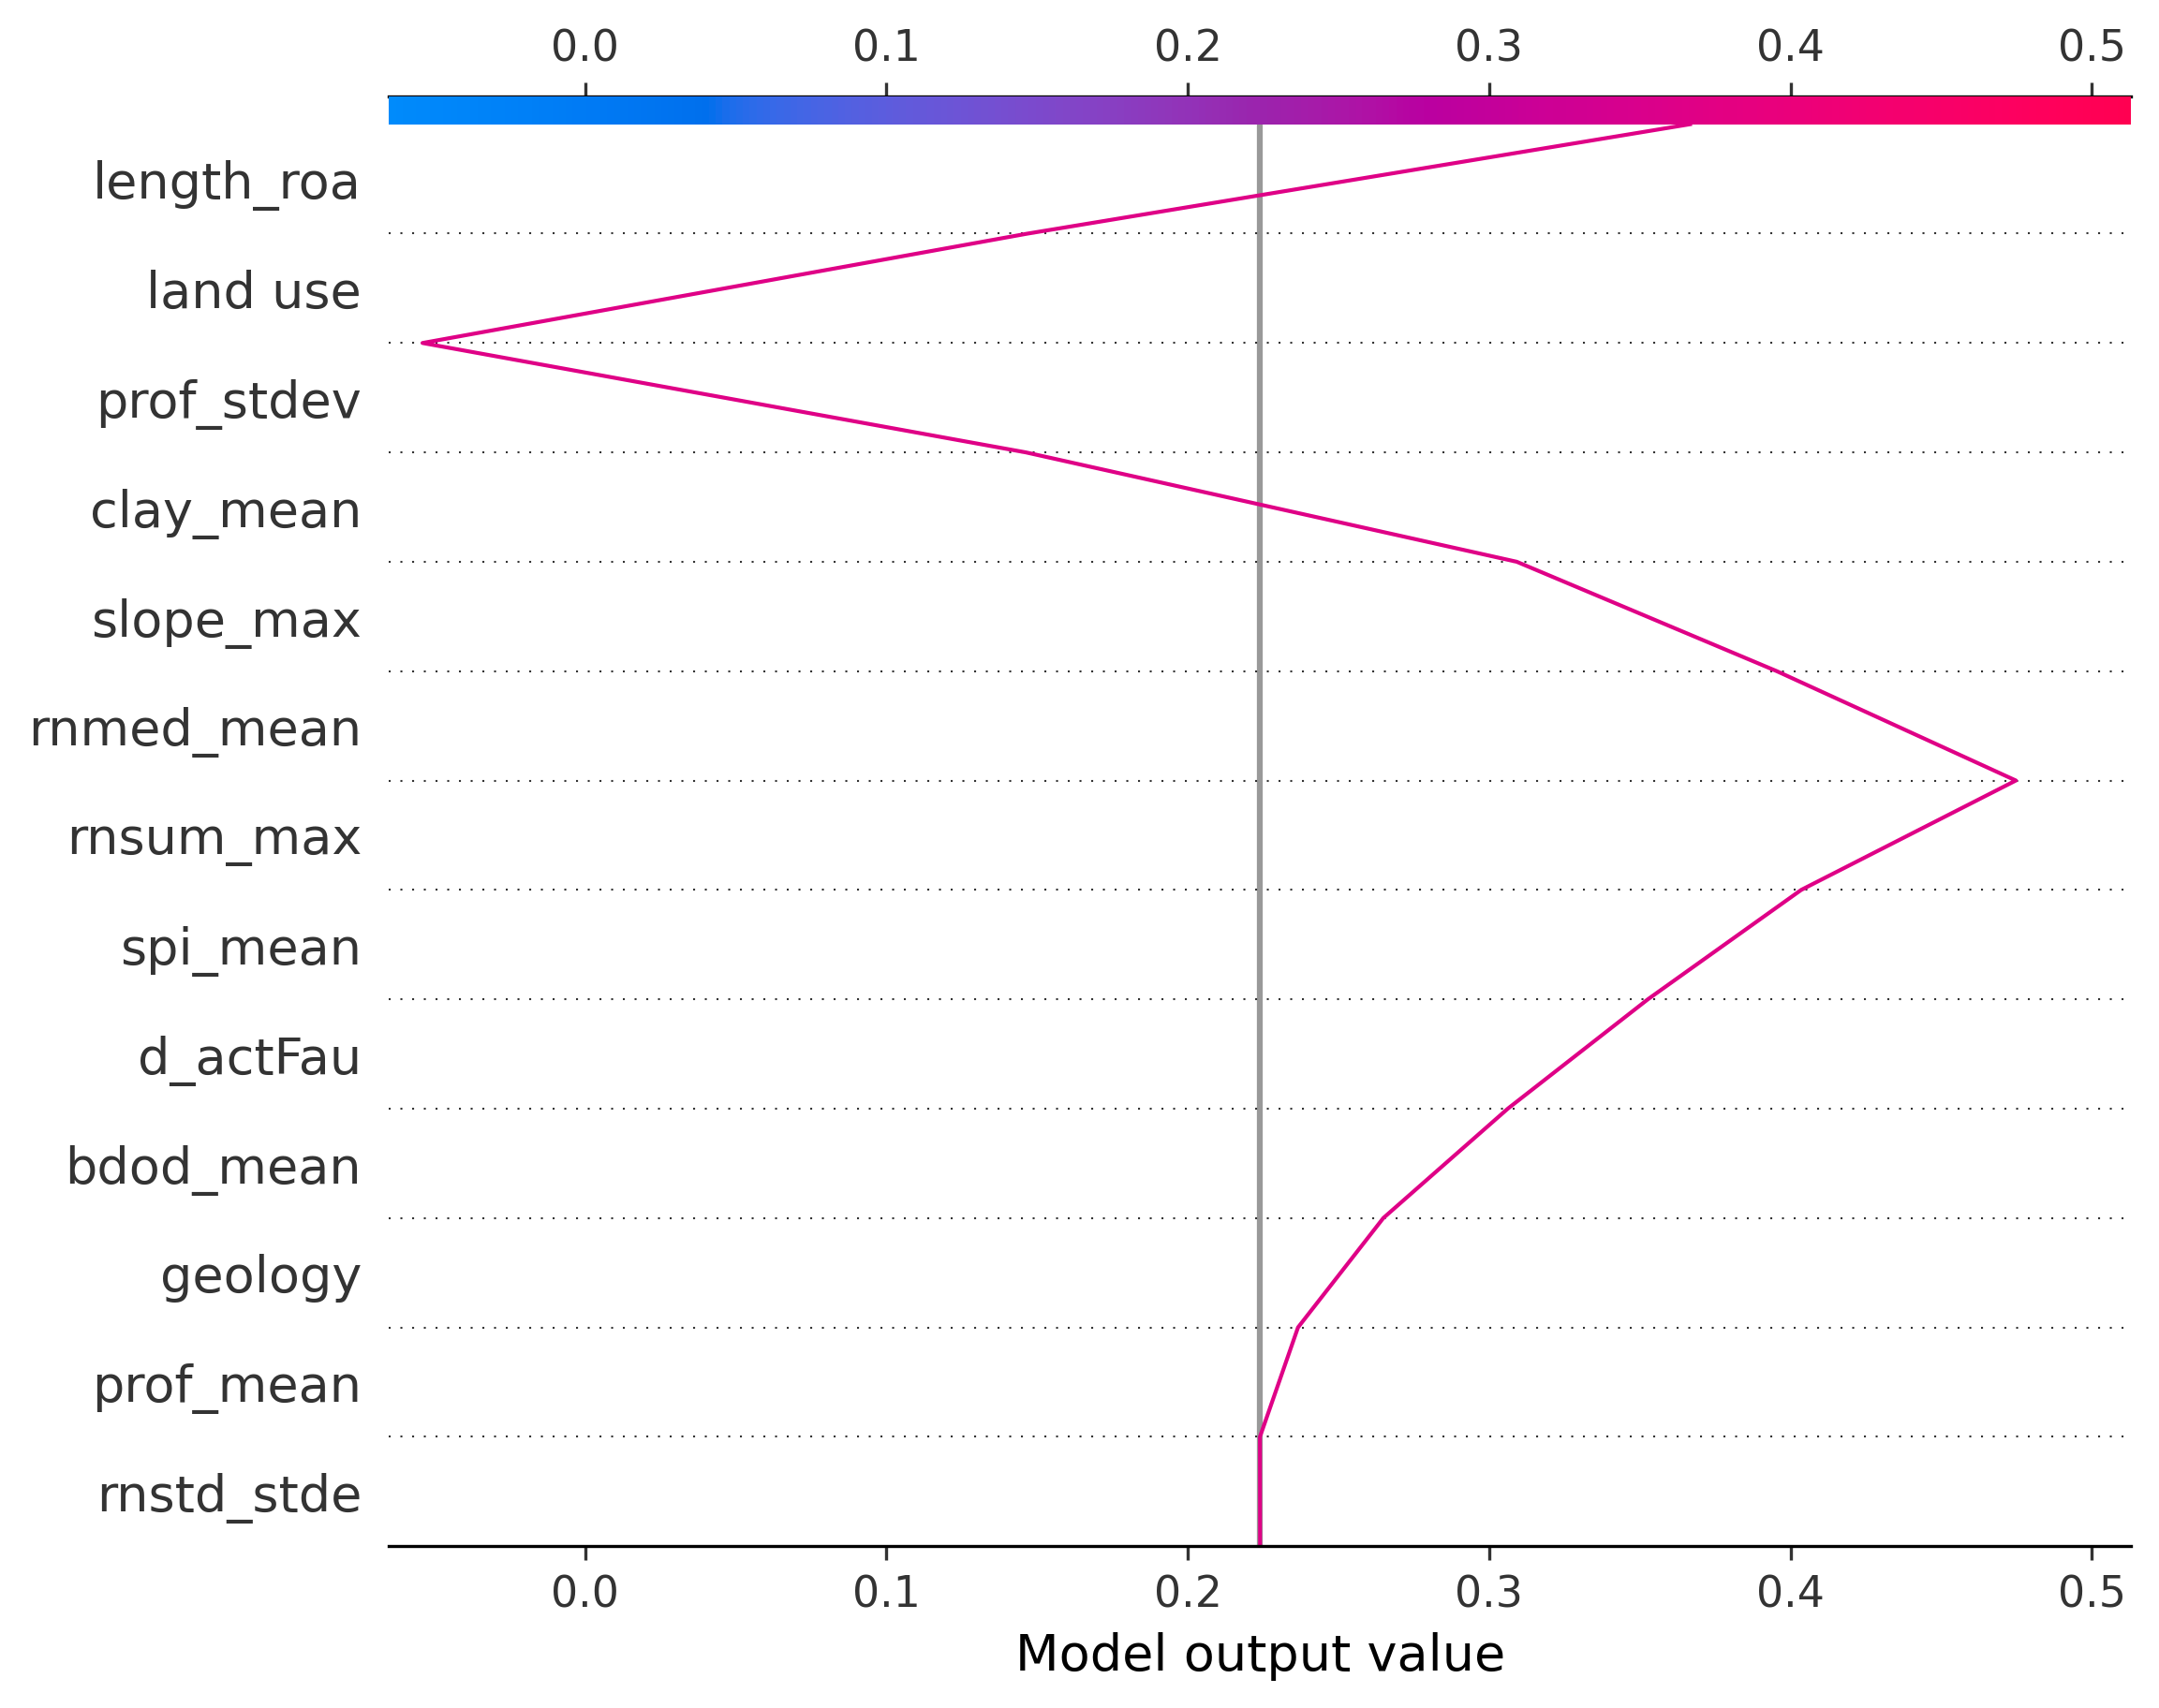 0.0 0.1 0.2 0.3 0.4 0.5
length_roa
land use
prof_stdev
clay_mean
slope_max
rnmed_mean
rnsum_max
spi_mean
d_actFau
bdod_mean
geology
prof_mean
rnstd_stde
0.0 0.1 0.2 0.3 0.4 0.5
Model output value